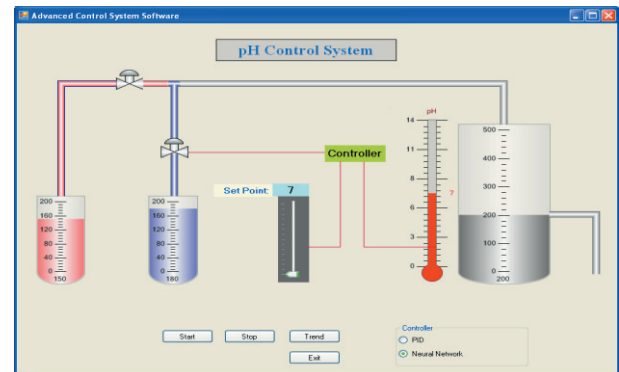 Advanced Control System Software
pH Control System
pH
14
11
8
6
3
0
7
500
400
300
200
100
0
200
Controller
Set Point: 7
200
160
120
80
40
0
150
200
160
120
80
40
0
180
Start Stop Trend
Exit
Controller
PID
Neural Network